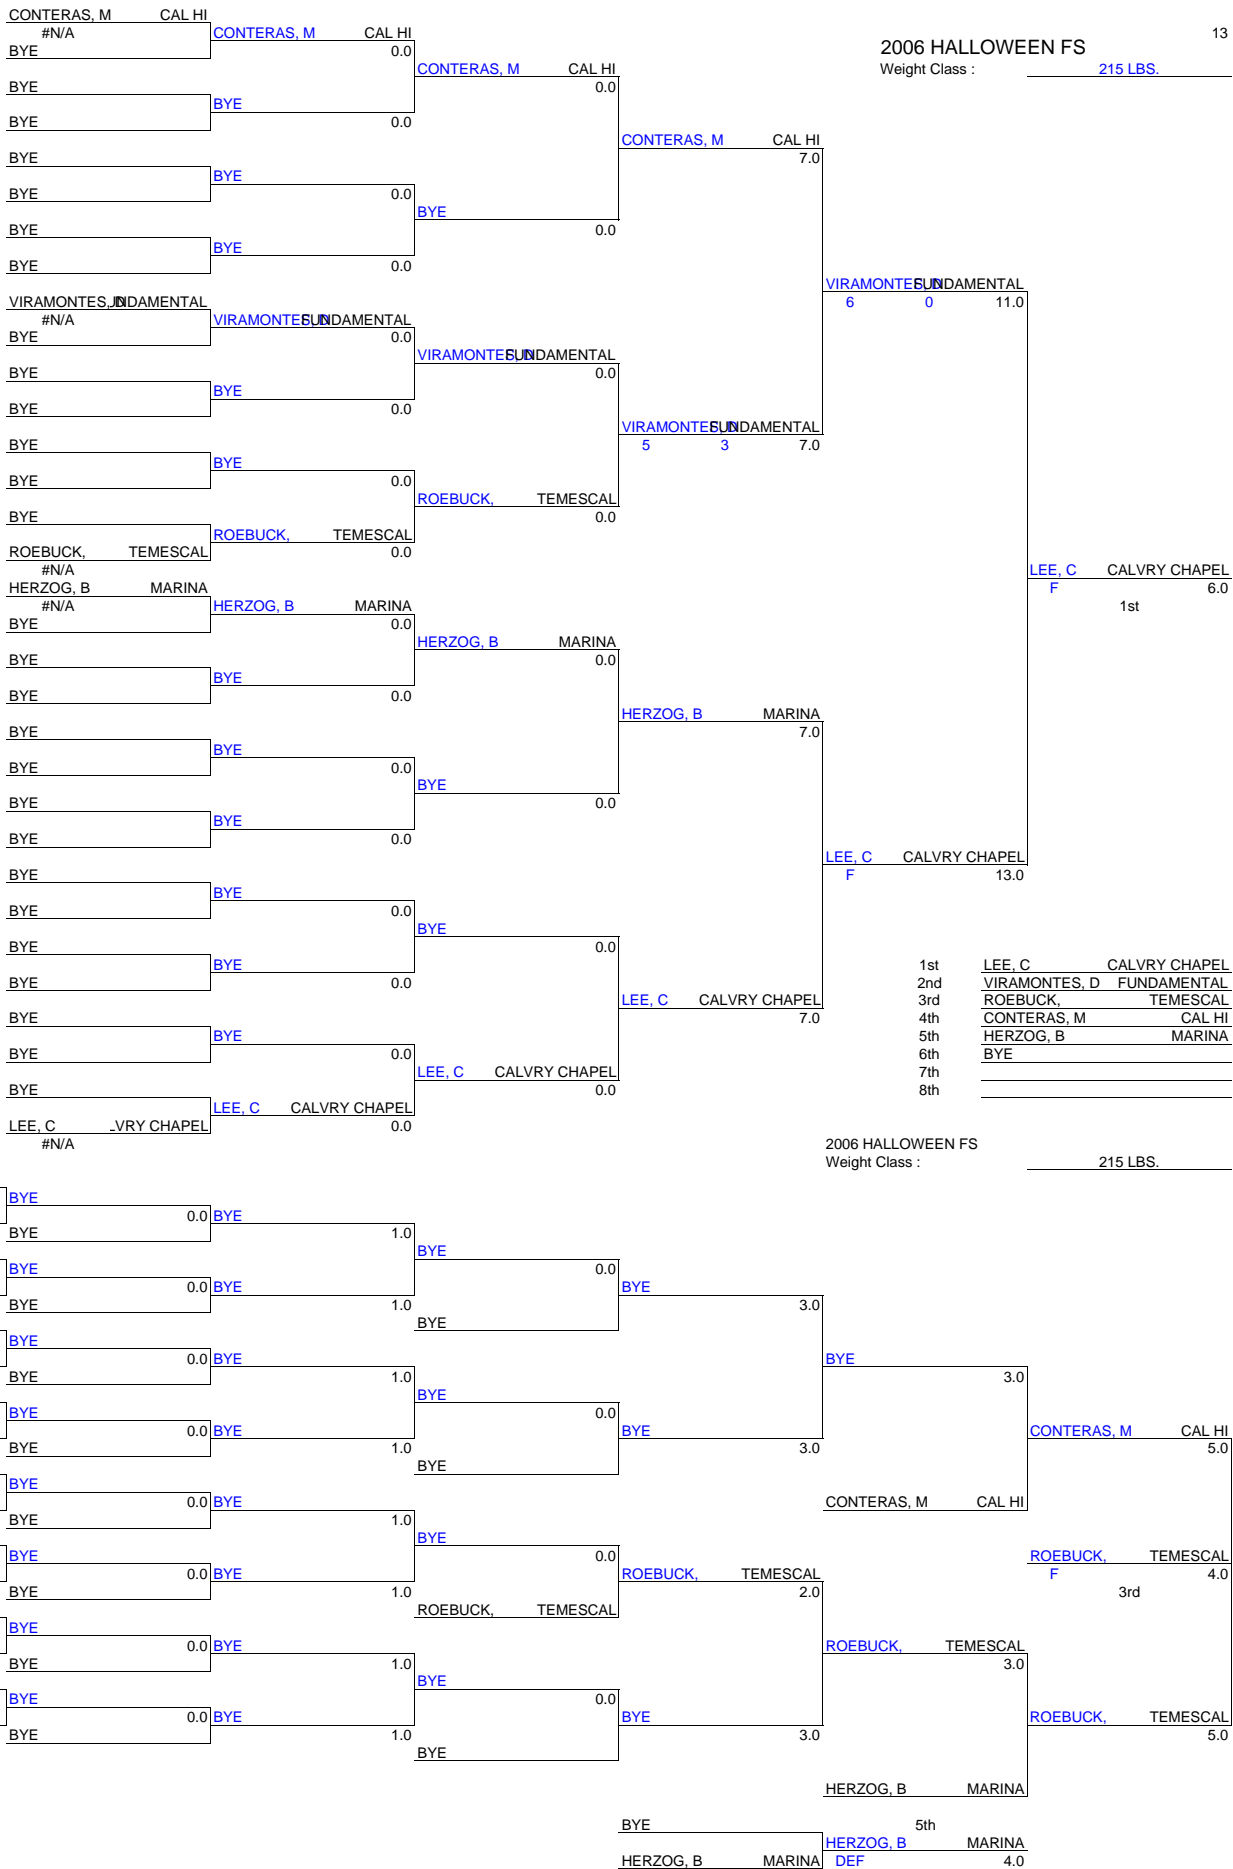 CONTERAS, M CAL HI
#N/A CONTERAS, M CAL HI 13
BYE 0.0 2006 HALLOWEEN FS
CONTERAS, M CAL HI Weight Class : 215 LBS.
BYE 0.0
BYE
BYE 0.0
CONTERAS, M CAL HI
BYE 7.0
BYE
BYE 0.0
BYE
BYE 0.0
BYE
BYE 0.0
VIRAMONTES, D FUNDAMENTAL
VIRAMONTES, D UNDAMENTAL 6 0 11.0
#N/A VIRAMONTES, D FUNDAMENTAL
BYE 0.0
VIRAMONTES, D FUNDAMENTAL
BYE 0.0
BYE
BYE 0.0
VIRAMONTES, D FUNDAMENTAL
BYE 5 3 7.0
BYE
BYE 0.0
ROEBUCK, TEMESCAL
BYE 0.0
ROEBUCK, TEMESCAL
ROEBUCK, TEMESCAL 0.0
#N/A LEE, C CALVRY CHAPEL
HERZOG, B MARINA F 6.0
#N/A HERZOG, B MARINA 1st
BYE 0.0
HERZOG, B MARINA
BYE 0.0
BYE
BYE 0.0
HERZOG, B MARINA
BYE 7.0
BYE
BYE 0.0
BYE
BYE 0.0
BYE
BYE 0.0
LEE, C CALVRY CHAPEL
BYE F 13.0
BYE
BYE 0.0
BYE
BYE 0.0
BYE 1st LEE, C CALVRY CHAPEL
BYE 0.0 2nd VIRAMONTES, D FUNDAMENTAL
LEE, C CALVRY CHAPEL 3rd ROEBUCK, TEMESCAL
BYE 7.0 4th CONTERAS, M CAL HI
BYE 5th HERZOG, B MARINA
BYE 0.0 6th BYE
LEE, C CALVRY CHAPEL 7th
BYE 0.0 8th
LEE, C CALVRY CHAPEL
LEE, C VRY CHAPEL 0.0
#N/A 2006 HALLOWEEN FS
Weight Class : 215 LBS.
BYE
0.0 BYE
BYE 1.0
BYE
BYE 0.0
0.0 BYE BYE
BYE 1.0 3.0
BYE
BYE
0.0 BYE BYE
BYE 1.0 3.0
BYE
BYE 0.0
0.0 BYE BYE CONTERAS, M CAL HI
BYE 1.0 3.0 5.0
BYE
BYE
0.0 BYE CONTERAS, M CAL HI
BYE 1.0
BYE
BYE 0.0 ROEBUCK, TEMESCAL
0.0 BYE ROEBUCK, TEMESCAL F 4.0
BYE 1.0 2.0 3rd
ROEBUCK, TEMESCAL
BYE
0.0 BYE ROEBUCK, TEMESCAL
BYE 1.0 3.0
BYE
BYE 0.0
0.0 BYE BYE ROEBUCK, TEMESCAL
BYE 1.0 3.0 5.0
BYE
HERZOG, B MARINA
BYE 5th
HERZOG, B MARINA
HERZOG, B MARINA DEF 4.0